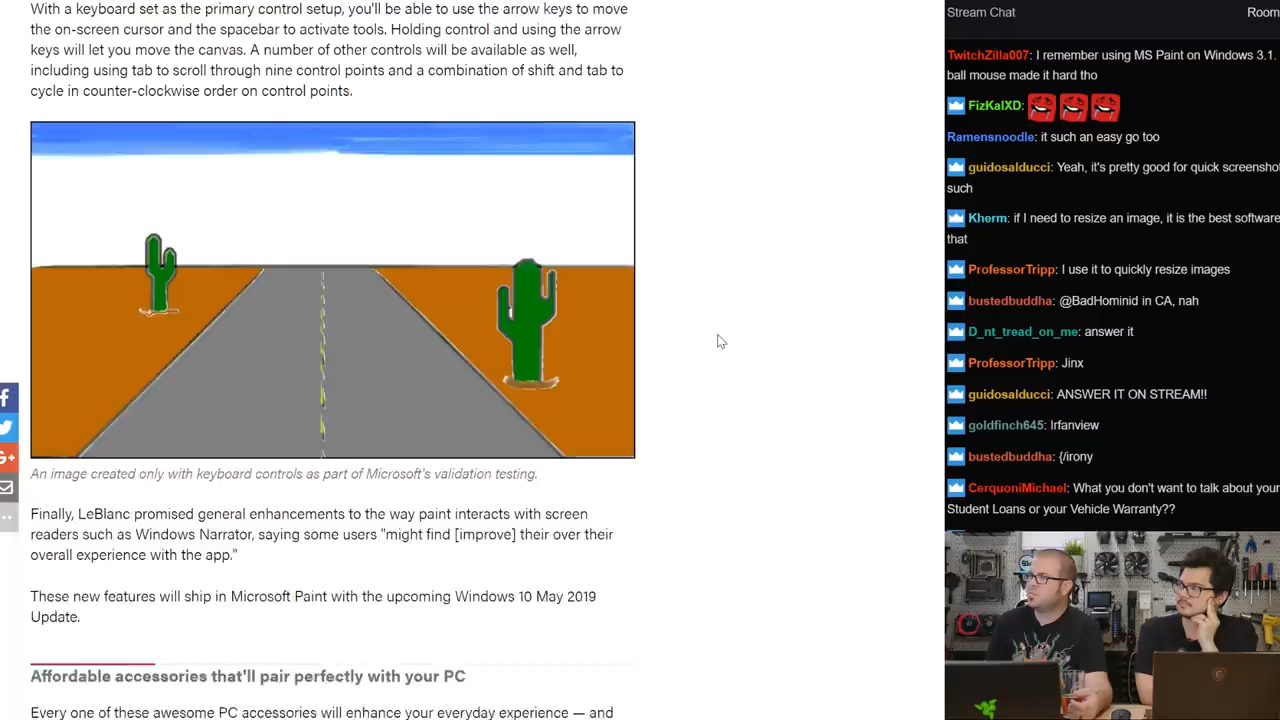 With a keyboard set as the primary control setup, you'll be able to use the arrow keys to move
the on-screen cursor and the spacebar to activate tools. Holding control and using the arrow
keys will let you move the canvas. A number of other controls will be available as well,
including using tab to scroll through nine control points and a combination of shift and tab to
cycle in counter-clockwise order on control points.
An image created only with keyboard controls as part of Microsoft's validation testing.
Finally, LeBlanc promised general enhancements to the way paint interacts with screen
readers such as Windows Narrator, saying some users "might find [improve] their over their
overall experience with the app."
These new features will ship in Microsoft Paint with the upcoming Windows 10 May 2019
Update.
Affordable accessories that'll pair perfectly with your PC
Every one of these awesome PC accessories will enhance your everyday experience — and
Stream Chat
Room
TwitchZilla007: I remember using MS Paint on Windows 3.1.
ball mouse made it hard tho
FizKalXD:
Ramensnoodle: it such an easy go too
guidosalducci: Yeah, it's pretty good for quick screenshot
such
Kherm: if I need to resize an image, it is the best software
that
ProfessorTripp: I use it to quickly resize images
bustedbuddha: @BadHominid in CA, nah
D_nt_tread_on_me: answer it
ProfessorTripp: Jinx
guidosalducci: ANSWER IT ON STREAM!!
goldfinch645: Irfanview
bustedbuddha: {/irony
CerquoniMichael: What you don't want to talk about your
Student Loans or your Vehicle Warranty??